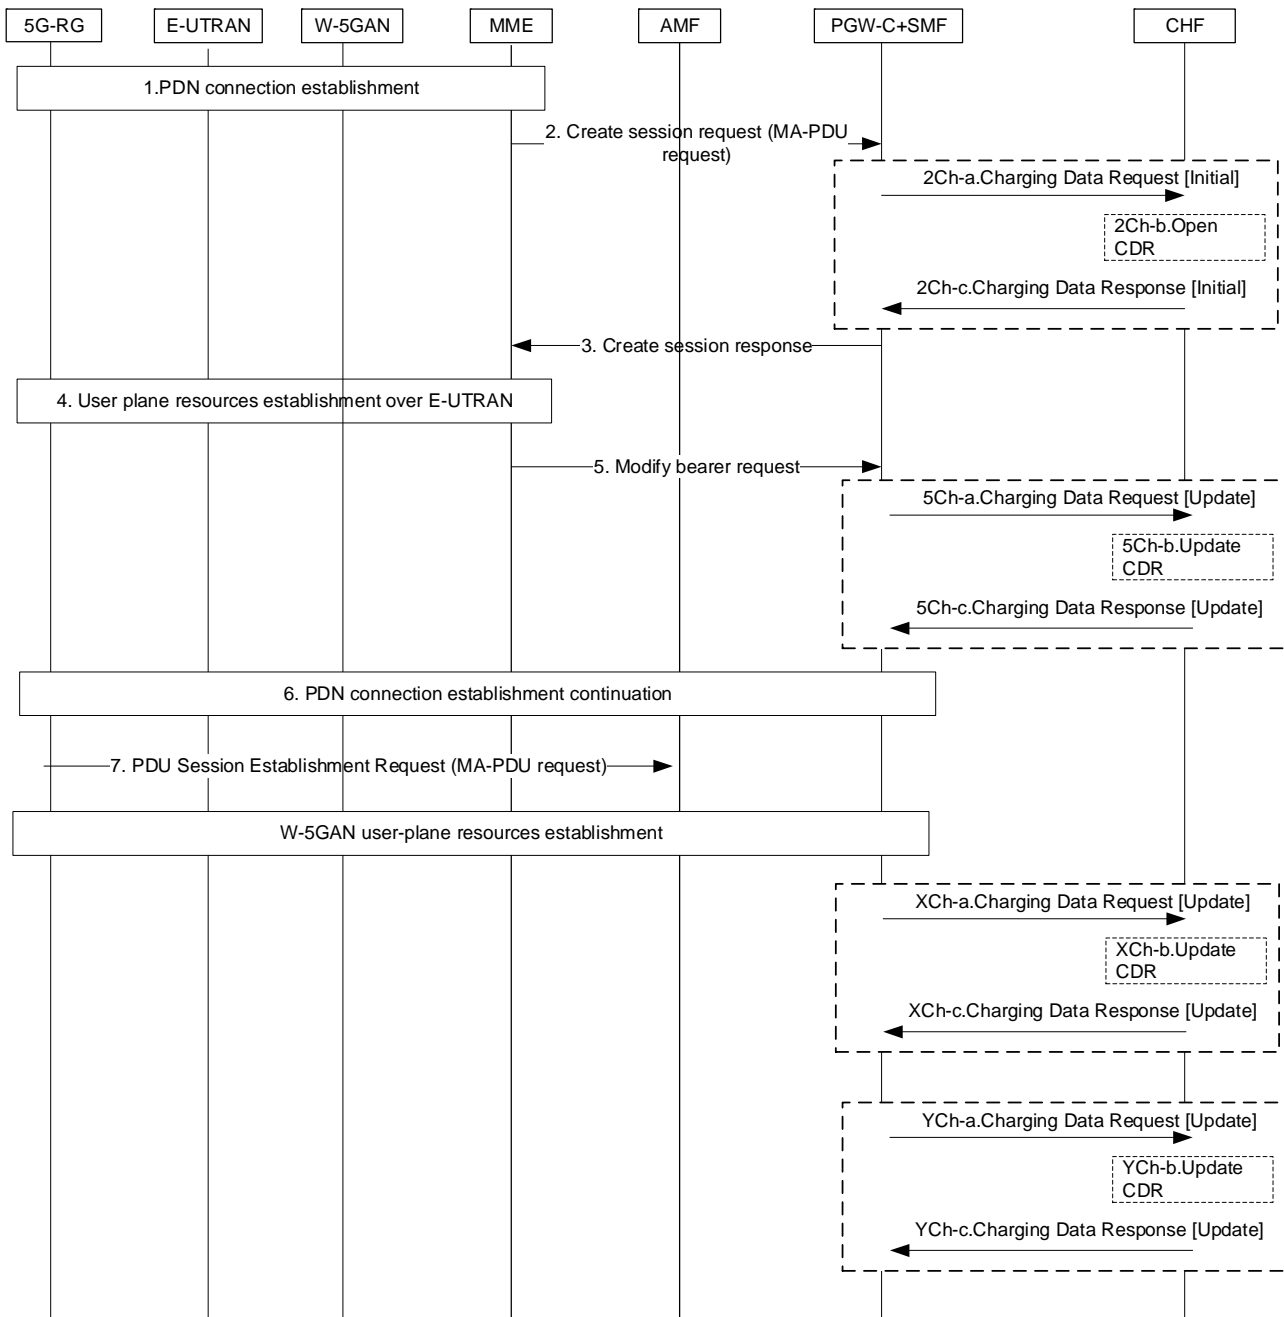 5G-RG
E-UTRAN
W-5GAN
MME
AMF
PGW-C+SMF
CHF
1.PDN connection establishment
2. Create session request (MA-PDU
request)
2Ch-a.Charging Data Request [Initial]
2Ch-b.Open
CDR
2Ch-c.Charging Data Response [Initial]
3. Create session response
4. User plane resources establishment over E-UTRAN
5. Modify bearer request
5Ch-a.Charging Data Request [Update]
5Ch-b.Update
CDR
5Ch-c.Charging Data Response [Update]
6. PDN connection establishment continuation
7. PDU Session Establishment Request (MA-PDU request)
W-5GAN user-plane resources establishment
XCh-a.Charging Data Request [Update]
XCh-b.Update
CDR
XCh-c.Charging Data Response [Update]
YCh-a.Charging Data Request [Update]
YCh-b.Update
CDR
YCh-c.Charging Data Response [Update]